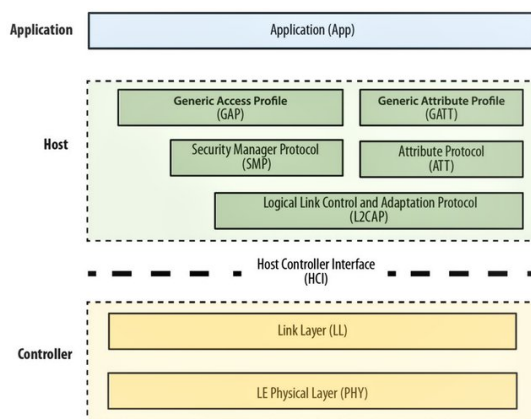 Application
Application (App)
Host
Generic Access Profile
(GAP)
Generic Attribute Profile
(GATT)
Security Manager Protocol
(SMP)
Attribute Protocol
(ATT)
Logical Link Control and Adaptation Protocol
(L2CAP)
Host Controller Interface
(HCI)
Controller
Link Layer (LL)
LE Physical Layer (PHY)